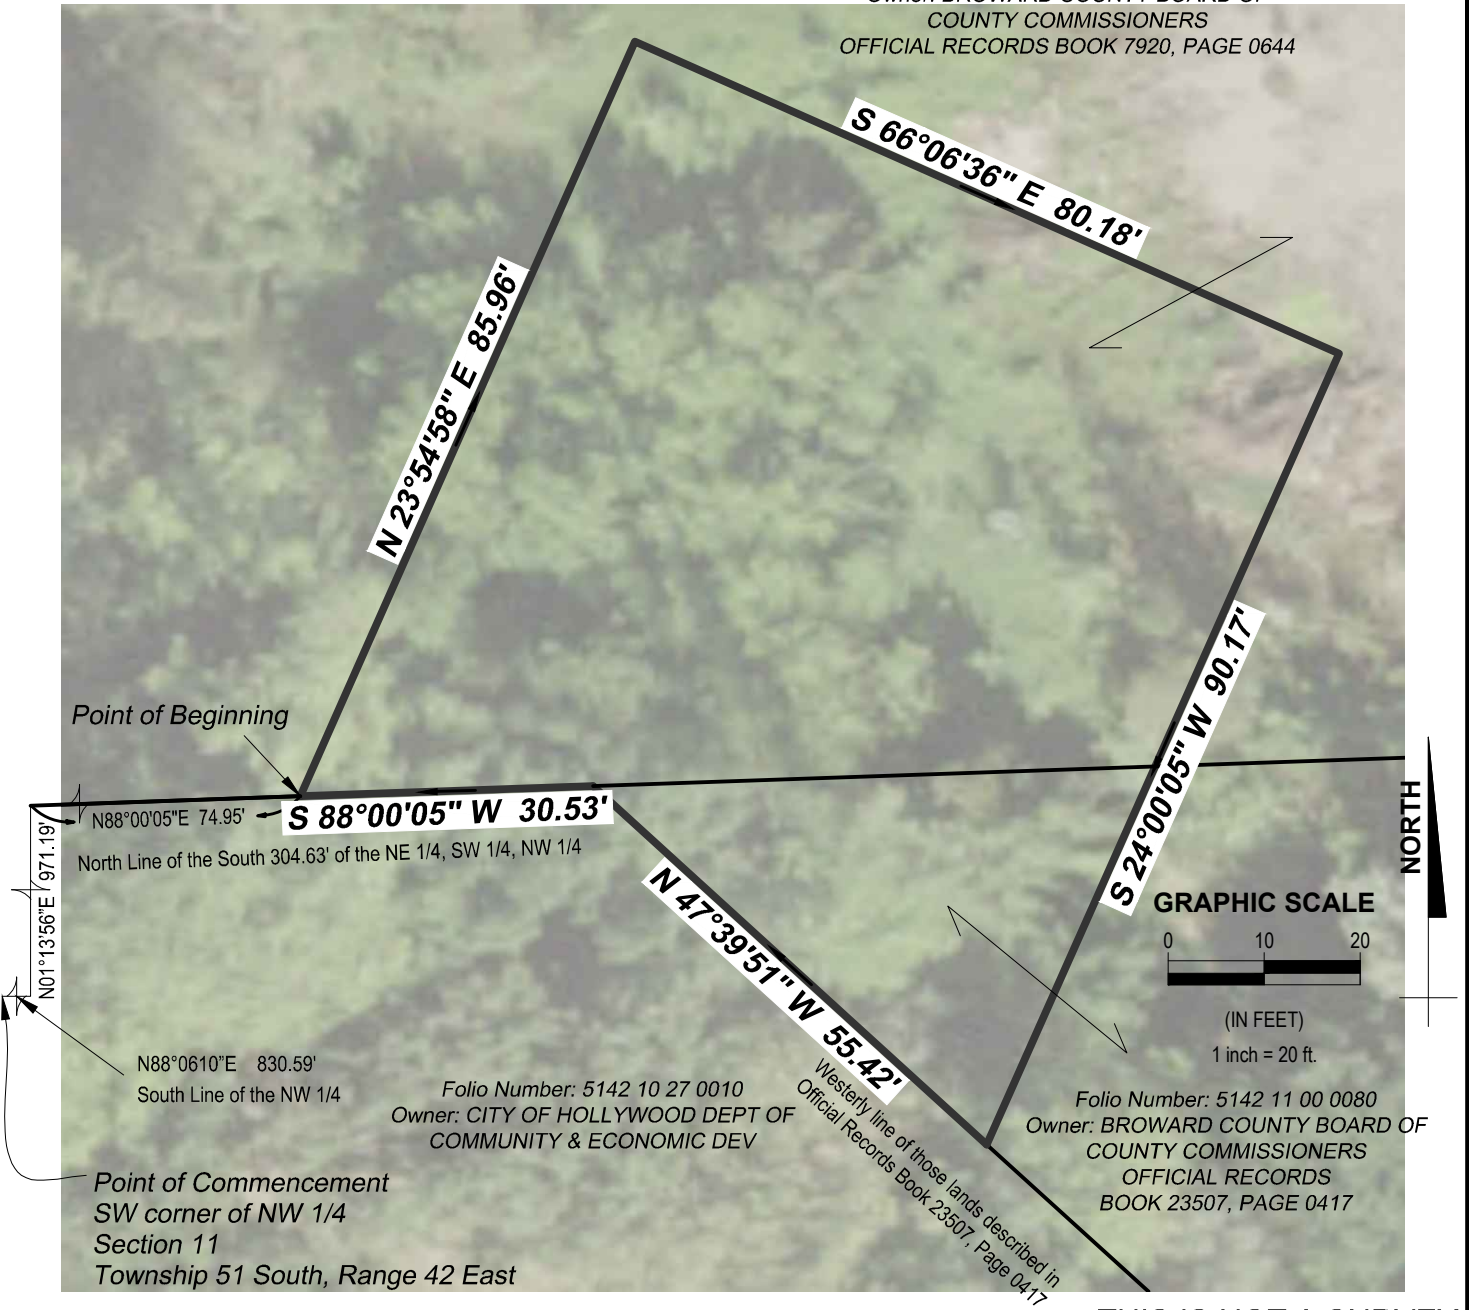 COUNTY COMMISSIONERS
OFFICIAL RECORDS BOOK 7920, PAGE 0644
S 66°06'36" E 80.18'
N 23°54'58" E 85.96'
S 24°00'05" W 90.17'
Point of Beginning
N88°00'05"E 74.95'
S 88°00'05" W 30.53'
North Line of the South 304.63' of the NE 1/4, SW 1/4, NW 1/4
N01°13'56"E 971.19'
N 47°39'51" W 55.42'
NORTH
GRAPHIC SCALE
0 10 20
(IN FEET)
1 inch = 20 ft.
N88°0610"E 830.59'
South Line of the NW 1/4
Folio Number: 5142 10 27 0010
Owner: CITY OF HOLLYWOOD DEPT OF
COMMUNITY & ECONOMIC DEV
Westerly line of those lands described in
Official Records Book 23507, Page 0417
Folio Number: 5142 11 00 0080
Owner: BROWARD COUNTY BOARD OF
COUNTY COMMISSIONERS
OFFICIAL RECORDS
BOOK 23507, PAGE 0417
Point of Commencement
SW corner of NW 1/4
Section 11
Township 51 South, Range 42 East